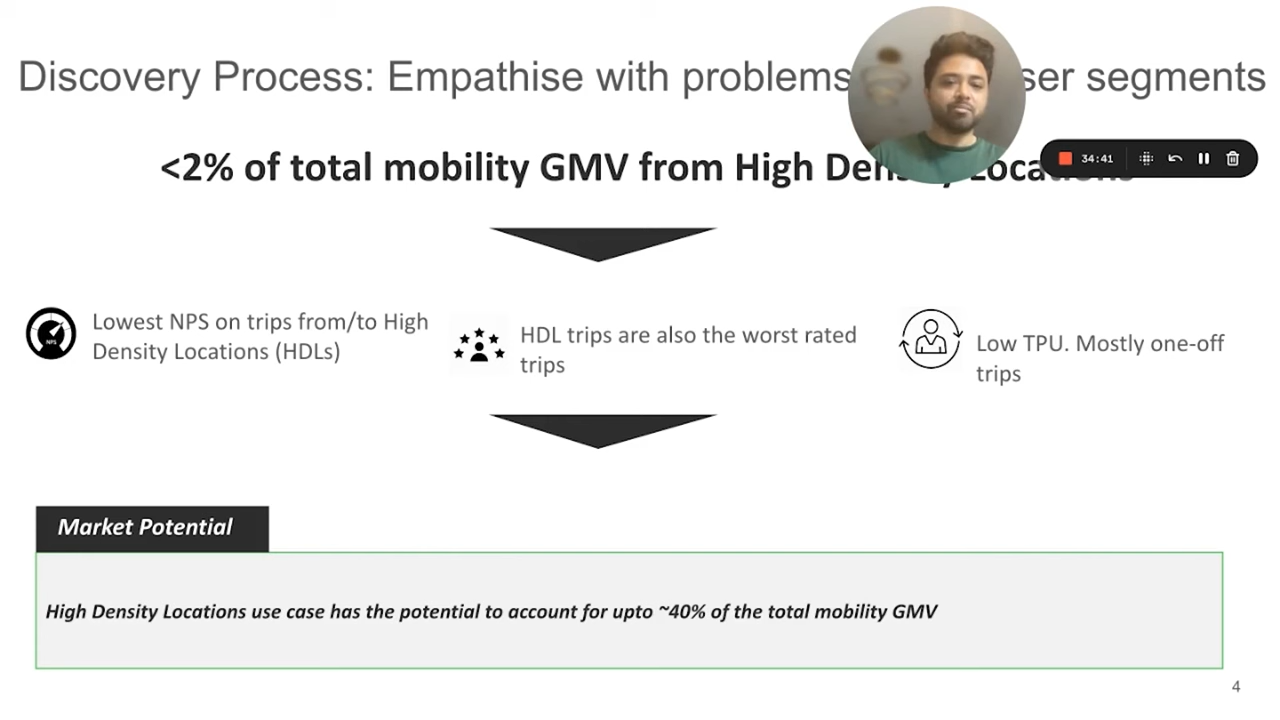 Discovery Process: Empathise with problems ser segments
<2% of total mobility GMV from High Density Locations
34:41
Lowest NPS on trips from/to High
Density Locations (HDLs)
NPS
HDL trips are also the worst rated
trips
Low TPU. Mostly one-off
trips
Market Potential
High Density Locations use case has the potential to account for upto ~40% of the total mobility GMV
4